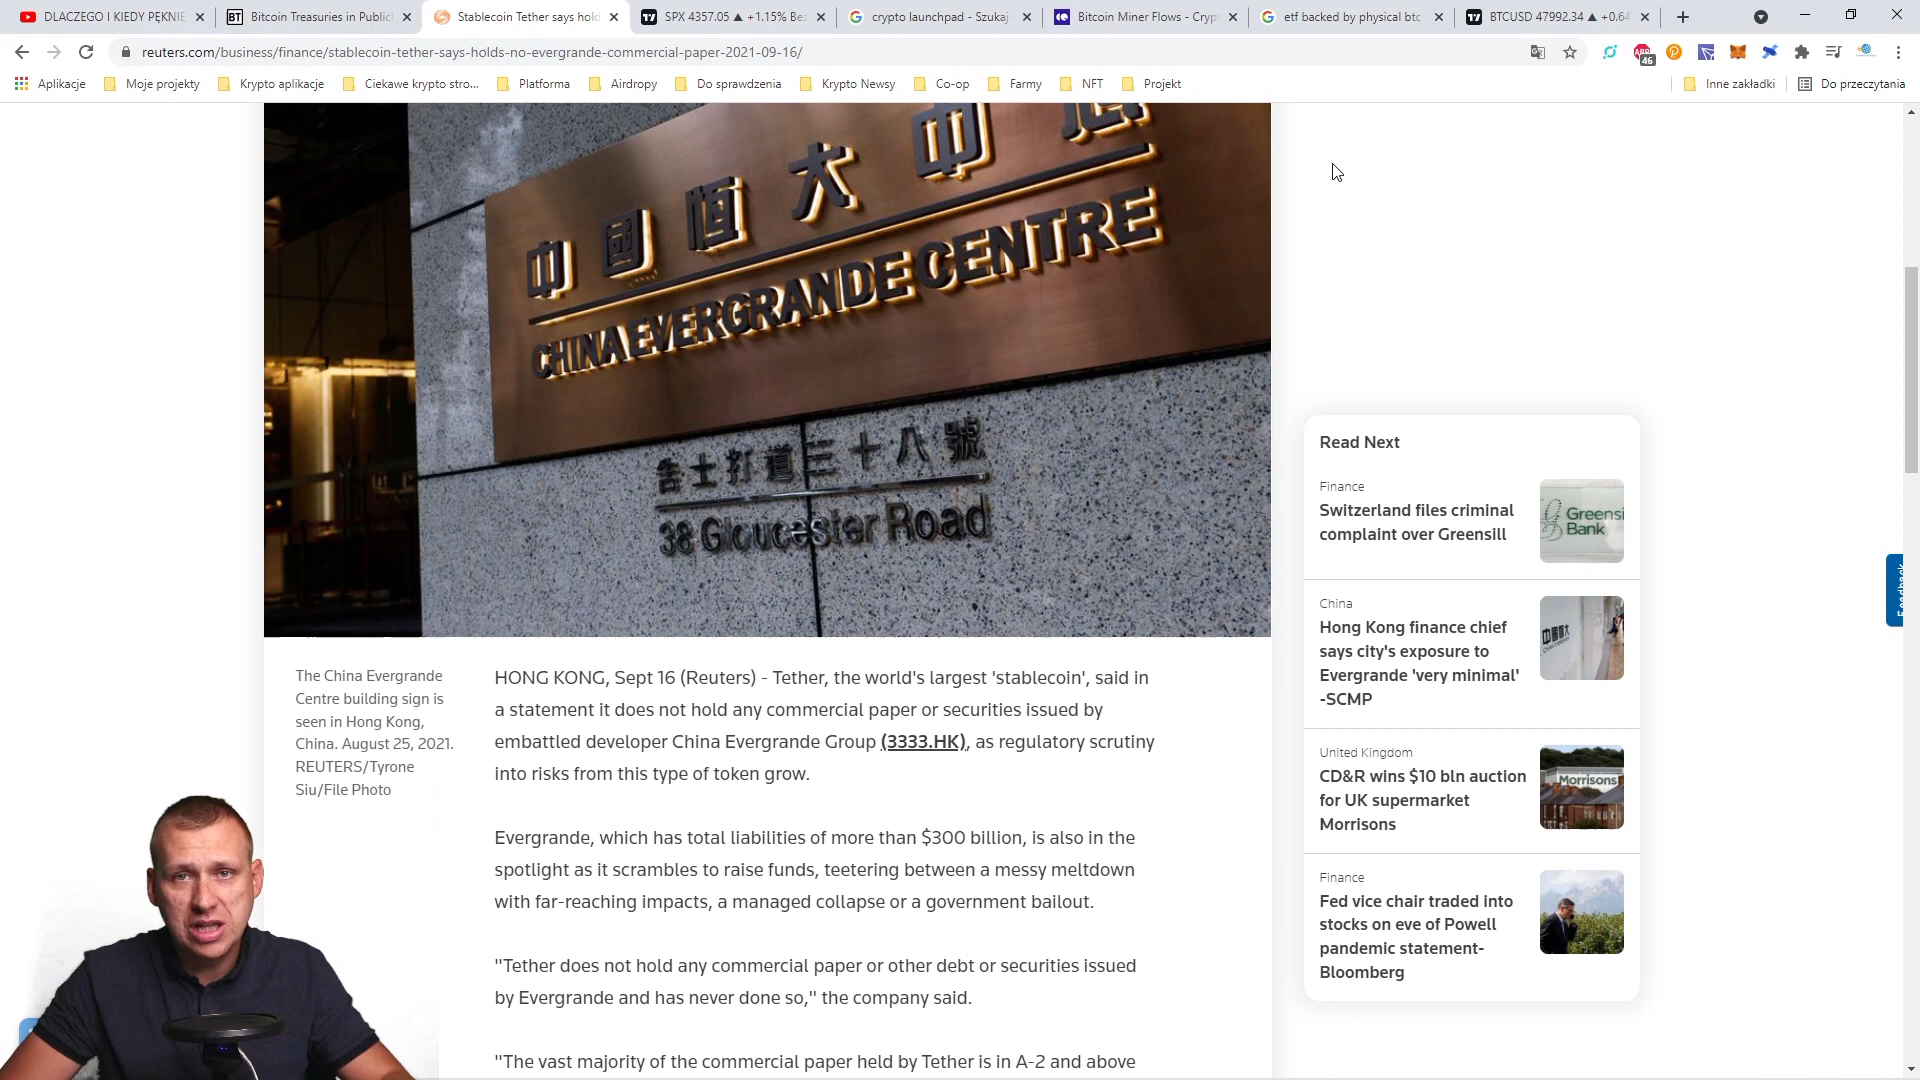 DLACZEGO I KIEDY PĘKNIE
Bitcoin Treasuries in Publicl
Stablecoin Tether says hold
SPX 4357.05 ▲ +1.15% Bez
crypto launchpad - Szukaj
Bitcoin Miner Flows - Crypt
etf backed by physical btc
BTCUSD 47992.34 ▲ +0.64
reuters.com/business/finance/stablecoin-tether-says-holds-no-evergrande-commercial-paper-2021-09-16/
46
Aplikacje
Moje projekty
Krypto aplikacje
Ciekawe krypto stro...
Platforma
Airdropy
Do sprawdzenia
Krypto Newsy
Co-op
Farmy
NFT
Projekt
Inne zakładki
Do przeczytania
中國恒大中心
CHINA EVERGRANDE CENTRE
告士打道三十八號
38 Gloucester Road
The China Evergrande
Centre building sign is
seen in Hong Kong,
China. August 25, 2021.
REUTERS/Tyrone
Siu/File Photo
HONG KONG, Sept 16 (Reuters) - Tether, the world's largest 'stablecoin', said in
a statement it does not hold any commercial paper or securities issued by
embattled developer China Evergrande Group (3333.HK), as regulatory scrutiny
into risks from this type of token grow.
Evergrande, which has total liabilities of more than $300 billion, is also in the
spotlight as it scrambles to raise funds, teetering between a messy meltdown
with far-reaching impacts, a managed collapse or a government bailout.
"Tether does not hold any commercial paper or other debt or securities issued
by Evergrande and has never done so," the company said.
"The vast majority of the commercial paper held by Tether is in A-2 and above
Read Next
Finance
Switzerland files criminal
complaint over Greensill
Greensi
Bank
China
Hong Kong finance chief
says city's exposure to
Evergrande 'very minimal'
-SCMP
中國恒大
United Kingdom
CD&R wins $10 bln auction
for UK supermarket
Morrisons
Morrisons
Finance
Fed vice chair traded into
stocks on eve of Powell
pandemic statement-
Bloomberg
Feedback